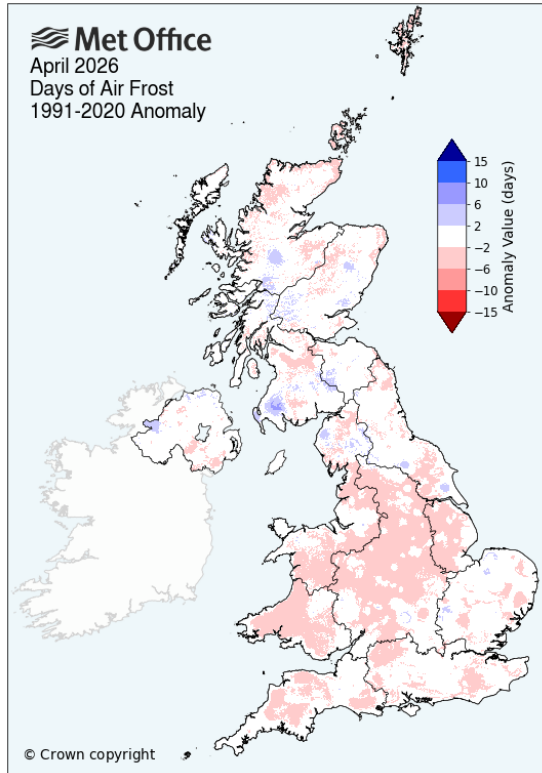 Met Office
April 2026
Days of Air Frost
1991-2020 Anomaly
15
10
6
2
−2
−6
−10
−15
Anomaly Value (days)
© Crown copyright